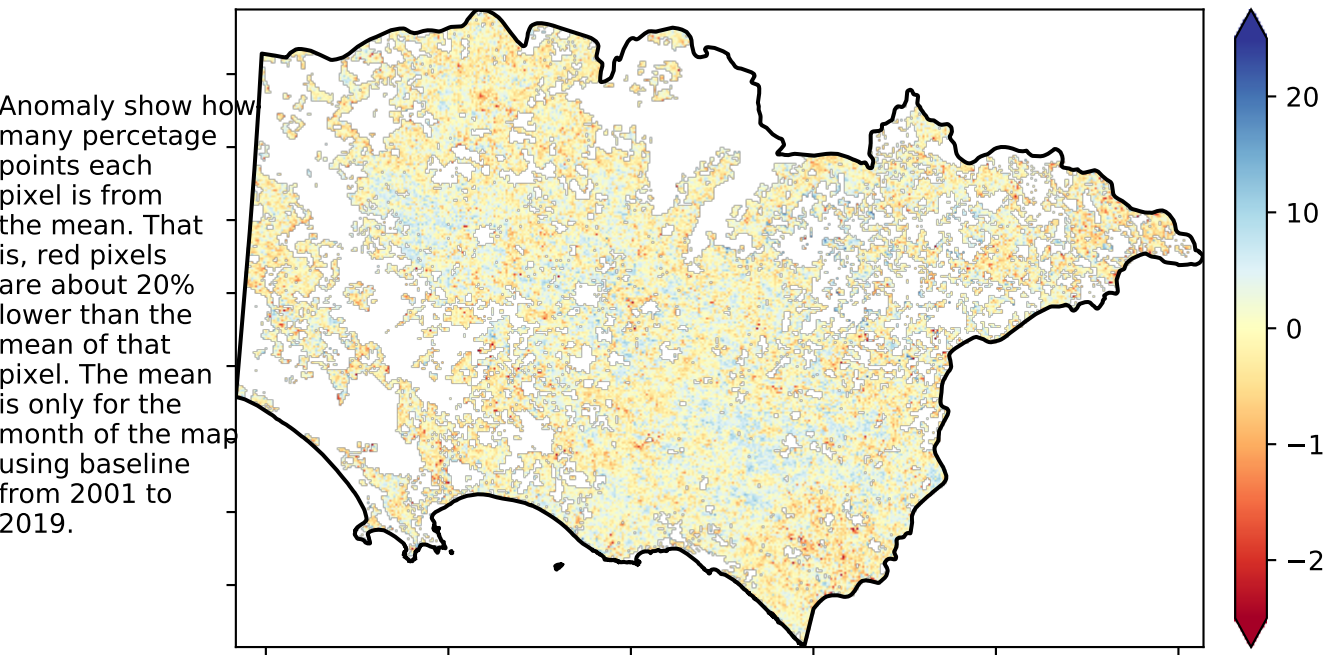 Anomaly show how
many percetage
points each
pixel is from
the mean. That
is, red pixels
are about 20%
lower than the
mean of that
pixel. The mean
is only for the
month of the map
using baseline
from 2001 to
2019.
20
10
0
−1
−2